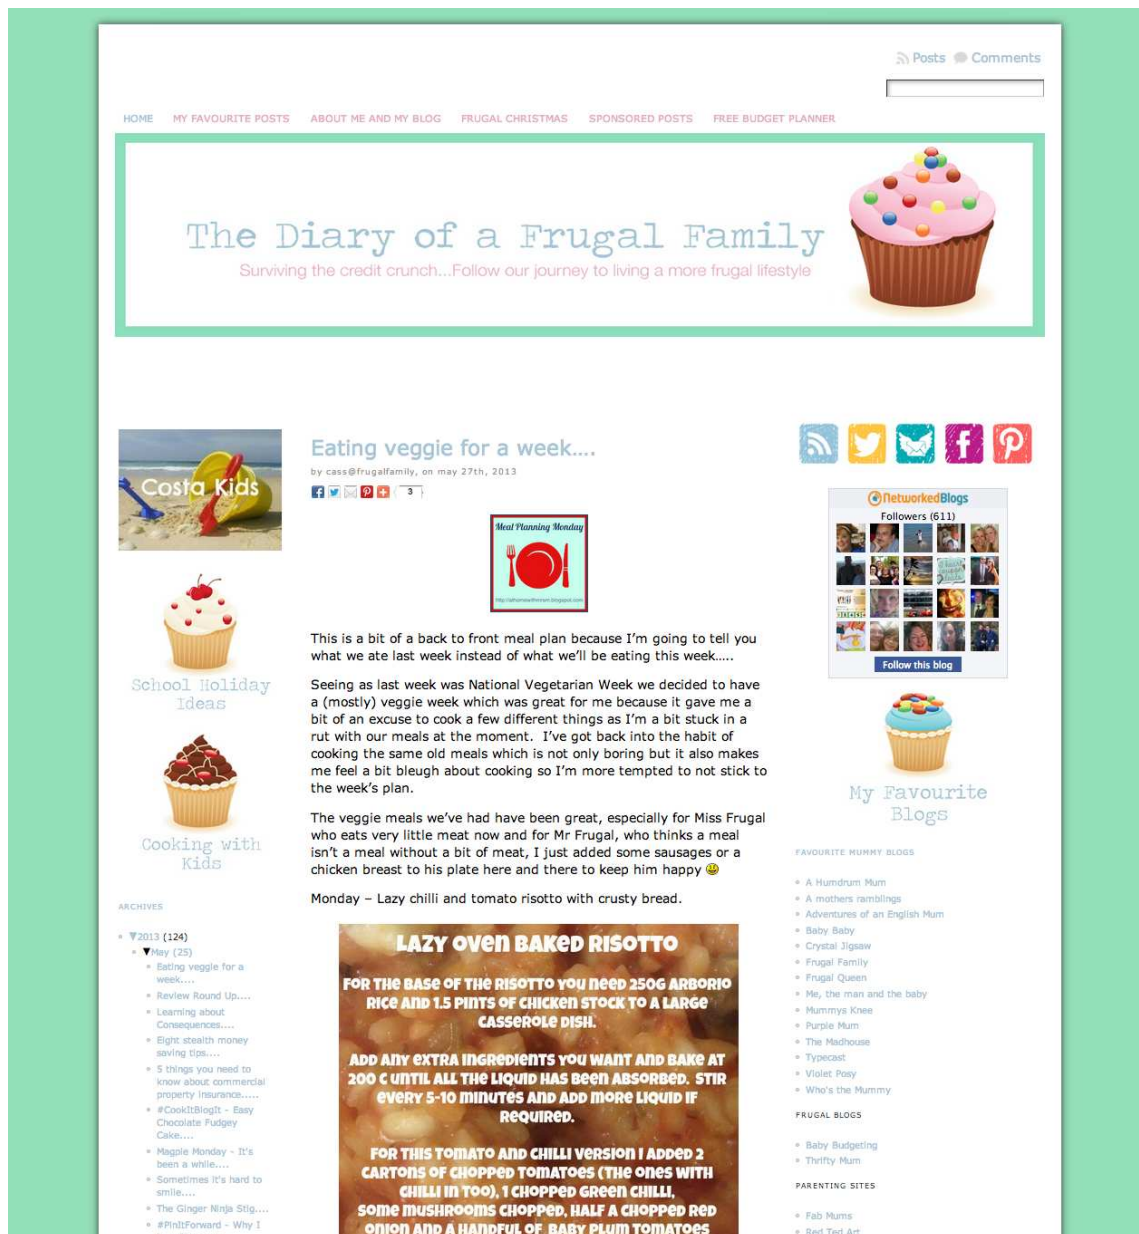 Posts Comments
HOME MY FAVOURITE POSTS ABOUT ME AND MY BLOG FRUGAL CHRISTMAS SPONSORED POSTS FREE BUDGET PLANNER
The Diary of a Frugal Family
Surviving the credit crunch...Follow our journey to living a more frugal lifestyle
Costa Kids
School Holiday
Ideas
Cooking with
Kids
ARCHIVES
▼2013 (124)
▼May (25)
Eating veggie for a
week....
Review Round Up....
Learning about
Consequences....
Eight stealth money
saving tips....
5 things you need to
know about commercial
property insurance.....
#CookItBlogIt - Easy
Chocolate Fudgey
Cake....
Magpie Monday - It's
been a while....
Sometimes it's hard to
smile....
The Ginger Ninja Stig....
#PinItForward - Why I
Eating veggie for a week....
by cass@frugalfamily, on may 27th, 2013
3
Meal Planning Monday
This is a bit of a back to front meal plan because I'm going to tell you
what we ate last week instead of what we'll be eating this week.....
Seeing as last week was National Vegetarian Week we decided to have
a (mostly) veggie week which was great for me because it gave me a
bit of an excuse to cook a few different things as I'm a bit stuck in a
rut with our meals at the moment. I've got back into the habit of
cooking the same old meals which is not only boring but it also makes
me feel a bit bleugh about cooking so I'm more tempted to not stick to
the week's plan.
The veggie meals we've had have been great, especially for Miss Frugal
who eats very little meat now and for Mr Frugal, who thinks a meal
isn't a meal without a bit of meat, I just added some sausages or a
chicken breast to his plate here and there to keep him happy
Monday – Lazy chilli and tomato risotto with crusty bread.
LAZY OVEN BAKED RISOTTO
FOR THE BASE OF THE RISOTTO YOU NEED 250G ARBORIO
RICE AND 1.5 PINTS OF CHICKEN STOCK TO A LARGE
CASSEROLE DISH.
ADD ANY EXTRA INGREDIENTS YOU WANT AND BAKE AT
200 C UNTIL ALL THE LIQUID HAS BEEN ABSORBED. STIR
EVERY 5-10 MINUTES AND ADD MORE LIQUID IF
REQUIRED.
FOR THIS TOMATO AND CHILLI VERSION I ADDED 2
CARTONS OF CHOPPED TOMATOES (THE ONES WITH
CHILLI IN TOO), 1 CHOPPED GREEN CHILLI,
SOME MUSHROOMS CHOPPED, HALF A CHOPPED RED
ONION AND A HANDFUL OF BABY PLUM TOMATOES
NetworkedBlogs
Followers (611)
Follow this blog
My Favourite
Blogs
FAVOURITE MUMMY BLOGS
A Humdrum Mum
A mothers ramblings
Adventures of an English Mum
Baby Baby
Crystal Jigsaw
Frugal Family
Frugal Queen
Me, the man and the baby
Mummys Knee
Purple Mum
The Madhouse
Typecast
Violet Posy
Who's the Mummy
FRUGAL BLOGS
Baby Budgeting
Thrifty Mum
PARENTING SITES
Fab Mums
Red Ted Art